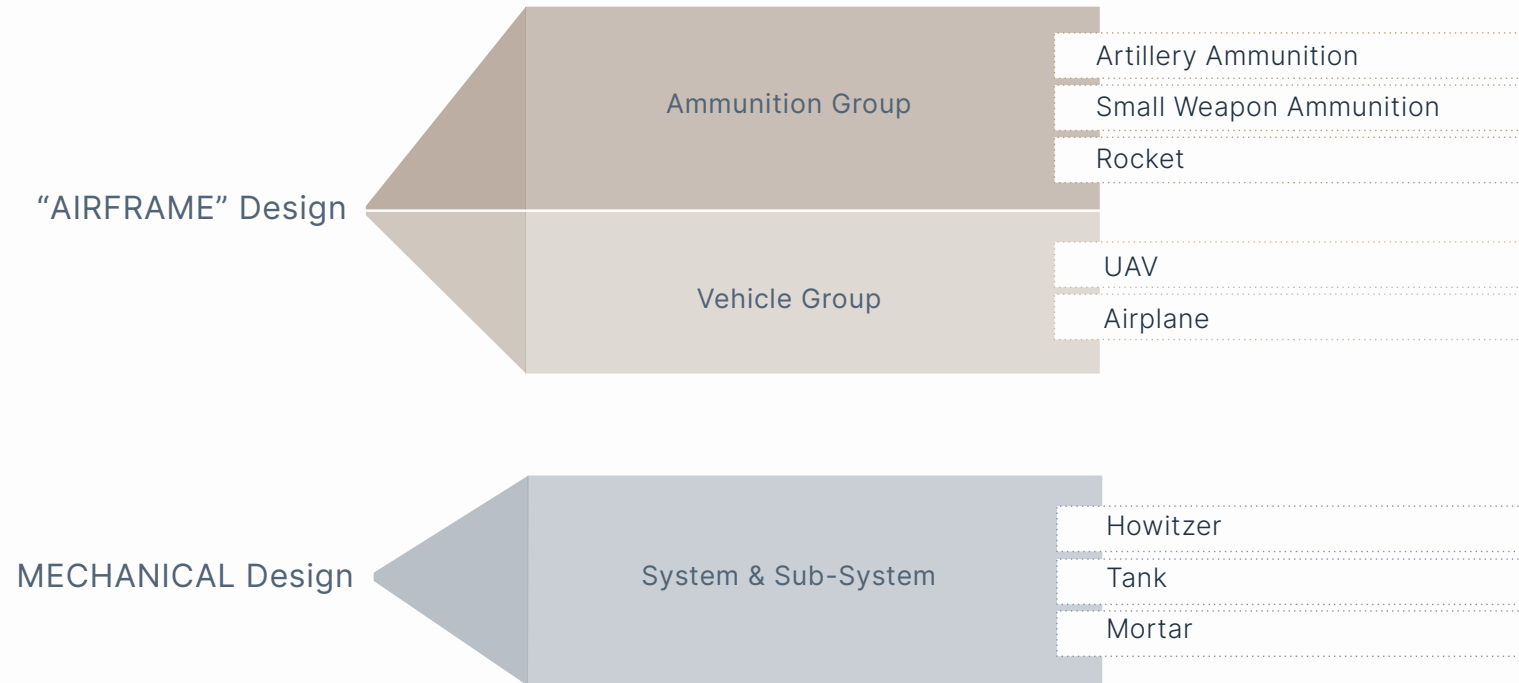 Artillery Ammunition
Ammunition Group
Small Weapon Ammunition
Rocket
“AIRFRAME” Design
UAV
Vehicle Group
Airplane
Howitzer
MECHANICAL Design
System & Sub-System
Tank
Mortar